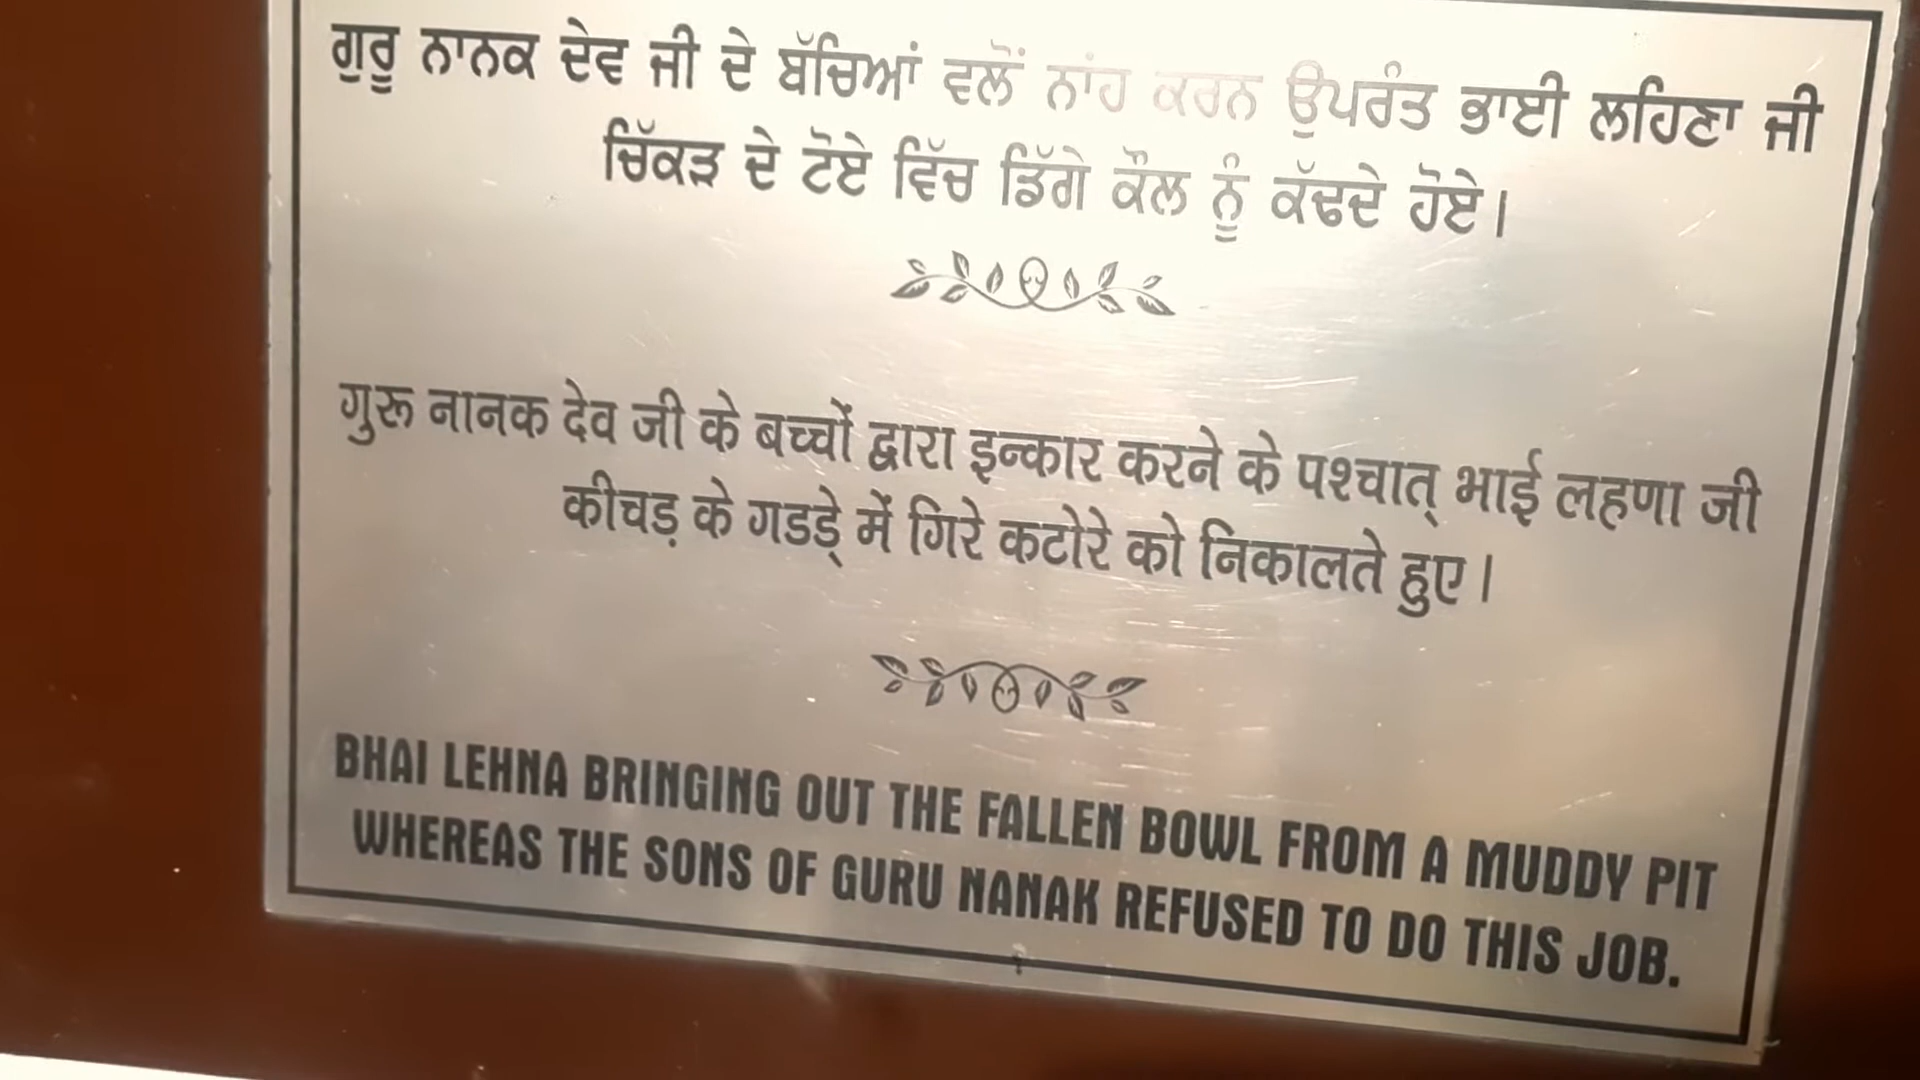 ਗੁਰੂ ਨਾਨਕ ਦੇਵ ਜੀ ਦੇ ਬੱਚਿਆਂ ਵਲੋਂ ਨਾਂਹ ਕਰਨ ਉਪਰੰਤ ਭਾਈ ਲਹਿਣਾ ਜੀ
ਚਿੱਕੜ ਦੇ ਟੋਏ ਵਿੱਚ ਡਿੱਗੇ ਕੌਲ ਨੂੰ ਕੱਢਦੇ ਹੋਏ।
गुरू नानक देव जी के बच्चों द्वारा इन्कार करने के पश्चात् भाई लहणा जी
कीचड़ के गडड्े में गिरे कटोरे को निकालते हुए।
BHAI LEHNA BRINGING OUT THE FALLEN BOWL FROM A MUDDY PIT
WHEREAS THE SONS OF GURU NANAK REFUSED TO DO THIS JOB.